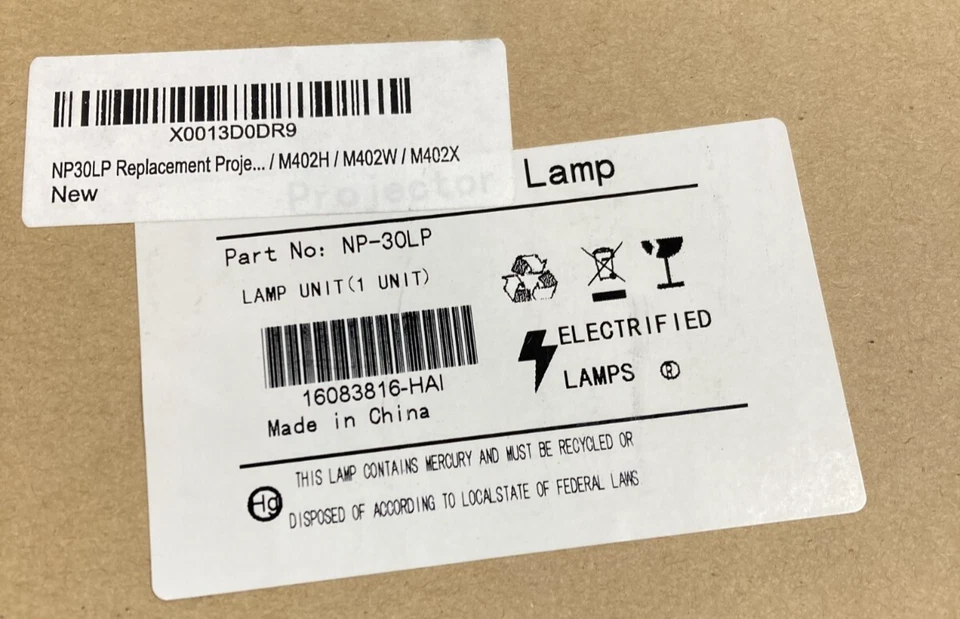 X0013D0DR9
NP30LP Replacement Proje... / M402H / M402W / M402X
New
Projector Lamp
Part No: NP-30LP
LAMP UNIT(1 UNIT)
16083816-HAI
Made in China
ELECTRIFIED
LAMPS ®
Hg
THIS LAMP CONTAINS MERCURY AND MUST BE RECYCLED OR
DISPOSED OF ACCORDING TO LOCALSTATE OF FEDERAL LAWS